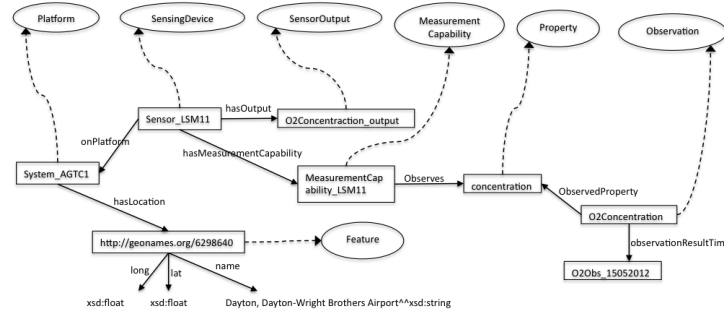 Platform
SensingDevice
SensorOutput
Measurement
Capability
Property
Observation
Sensor_LSM11
hasOutput
O2Concentraction_output
onPlatform
hasMeasurementCapability
System_AGTC1
MeasurementCap
ability_LSM11
Observes
concentration
ObservedProperty
hasLocation
O2Concentration
http://geonames.org/6298640
Feature
observationResultTim
long
lat
name
O2Obs_15052012
xsd:float
xsd:float
Dayton, Dayton-Wright Brothers Airport^^xsd:string